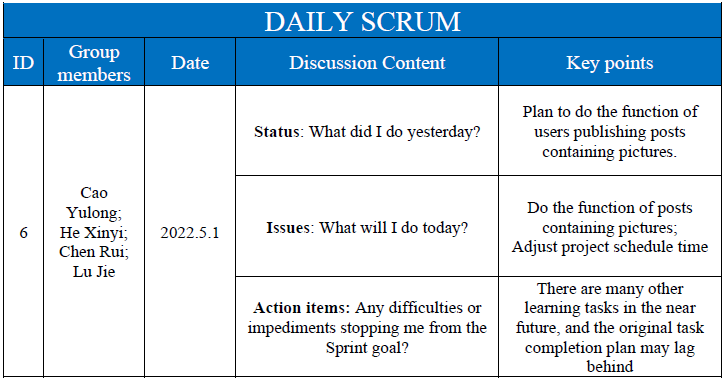 DAILY SCRUM
ID
Group
members
Date
Discussion Content
Key points
6
Cao
Yulong;
He Xinyi;
Chen Rui;
Lu Jie
2022.5.1
Status: What did I do yesterday?
Plan to do the function of
users publishing posts
containing pictures.
Issues: What will I do today?
Do the function of posts
containing pictures;
Adjust project schedule time
Action items: Any difficulties or
impediments stopping me from the
Sprint goal?
There are many other
learning tasks in the near
future, and the original task
completion plan may lag
behind